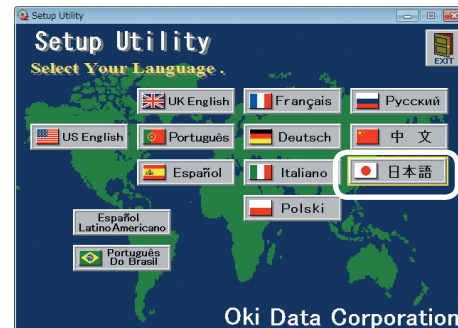 Setup Utility
Setup Utility
EXIT
Select Your Language .
UK English
Français
Русский
US English
Português
Deutsch
中 文
Español
Italiano
日本語
Polski
Español
Latino Americano
Português
Do Brasil
Oki Data Corporation